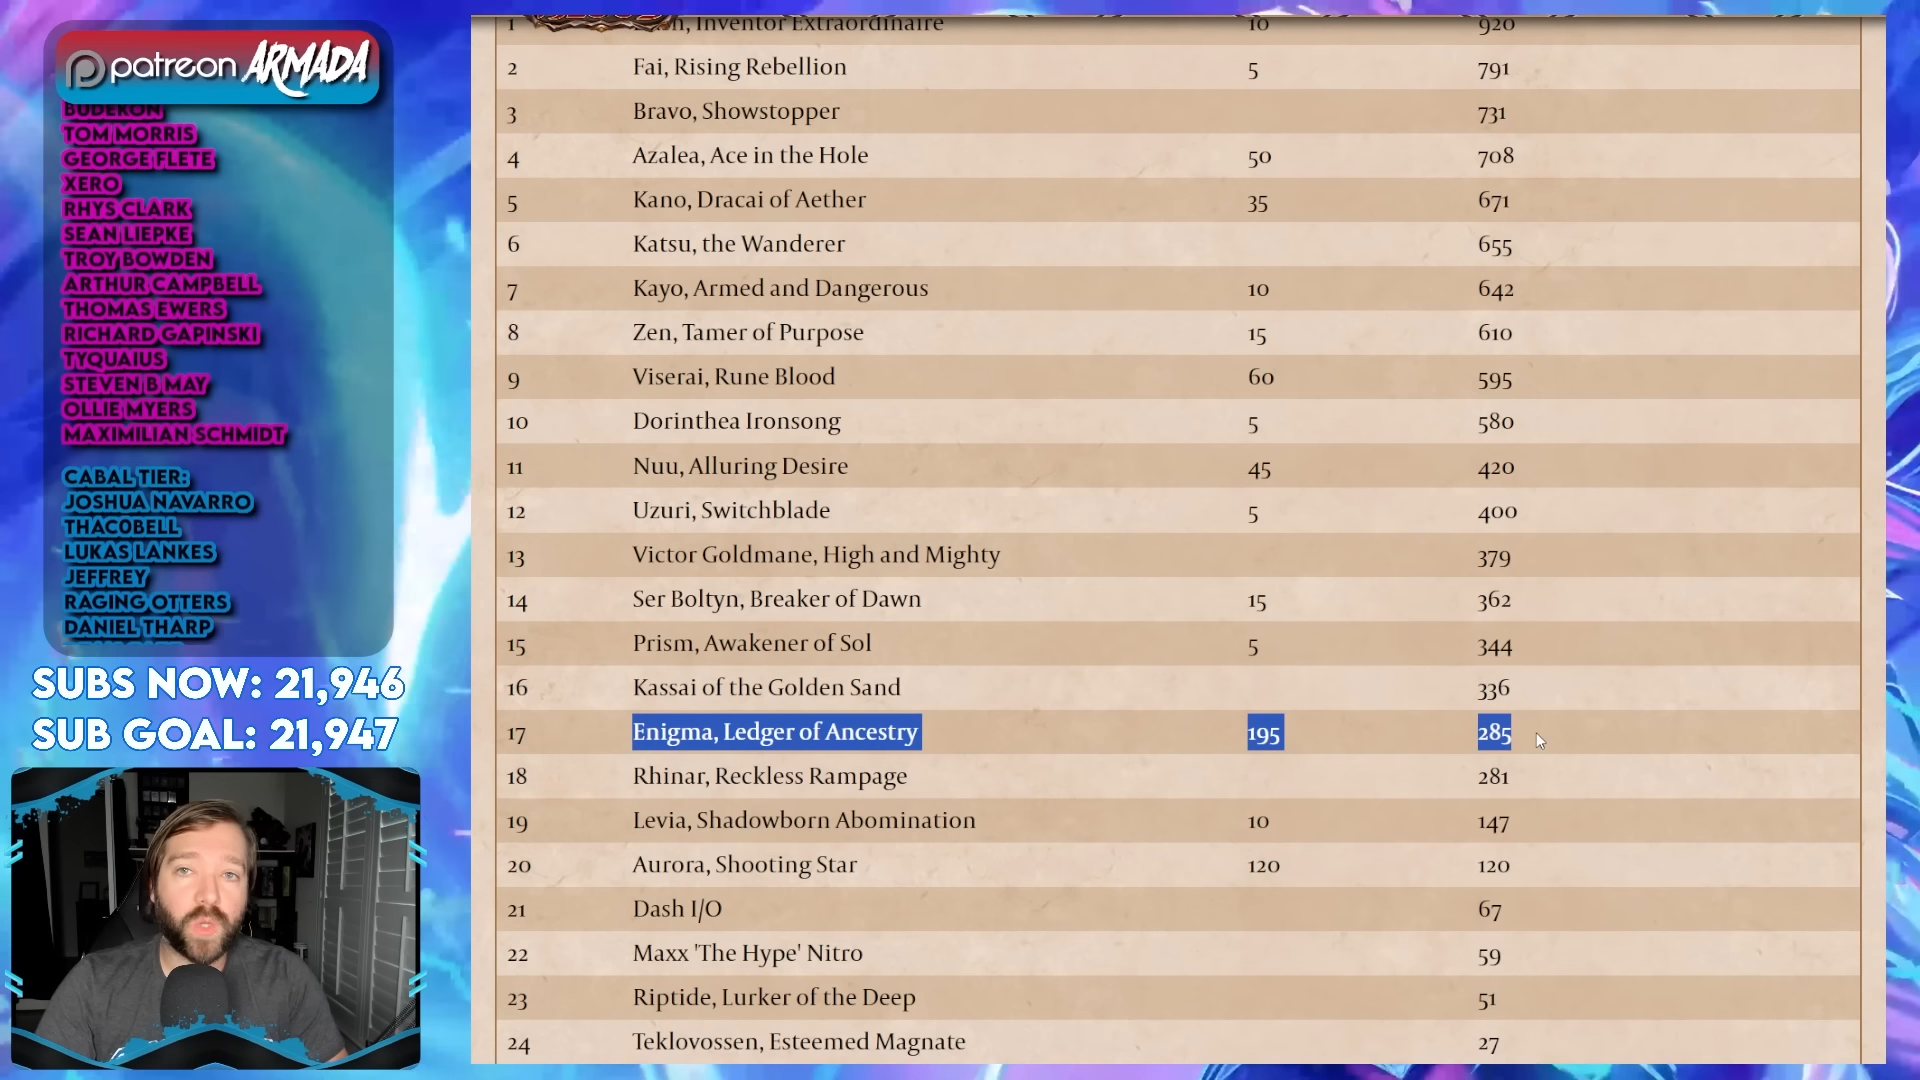 patreon ARMADA
BUDEKON
TOM MORRIS
GEORGE FLETE
XERO
RHYS CLARK
SEAN LIEPKE
TROY BOWDEN
ARTHUR CAMPBELL
THOMAS EWERS
RICHARD GAPINSKI
TYQUAIUS
STEVEN B MAY
OLLIE MYERS
MAXIMILIAN SCHMIDT
CABAL TIER:
JOSHUA NAVARRO
THAC0BELL
LUKAS LANKES
JEFFREY
RAGING OTTERS
DANIEL THARP
SUBS NOW: 21,946
SUB GOAL: 21,947
1 Inventor Extraordinaire 10 920
2 Fai, Rising Rebellion 5 791
3 Bravo, Showstopper 731
4 Azalea, Ace in the Hole 50 708
5 Kano, Dracai of Aether 35 671
6 Katsu, the Wanderer 655
7 Kayo, Armed and Dangerous 10 642
8 Zen, Tamer of Purpose 15 610
9 Viserai, Rune Blood 60 595
10 Dorinthea Ironsong 5 580
11 Nuu, Alluring Desire 45 420
12 Uzuri, Switchblade 5 400
13 Victor Goldmane, High and Mighty 379
14 Ser Boltyn, Breaker of Dawn 15 362
15 Prism, Awakener of Sol 5 344
16 Kassai of the Golden Sand 336
17 Enigma, Ledger of Ancestry 195 285
18 Rhinar, Reckless Rampage 281
19 Levia, Shadowborn Abomination 10 147
20 Aurora, Shooting Star 120 120
21 Dash I/O 67
22 Maxx 'The Hype' Nitro 59
23 Riptide, Lurker of the Deep 51
24 Teklovossen, Esteemed Magnate 27